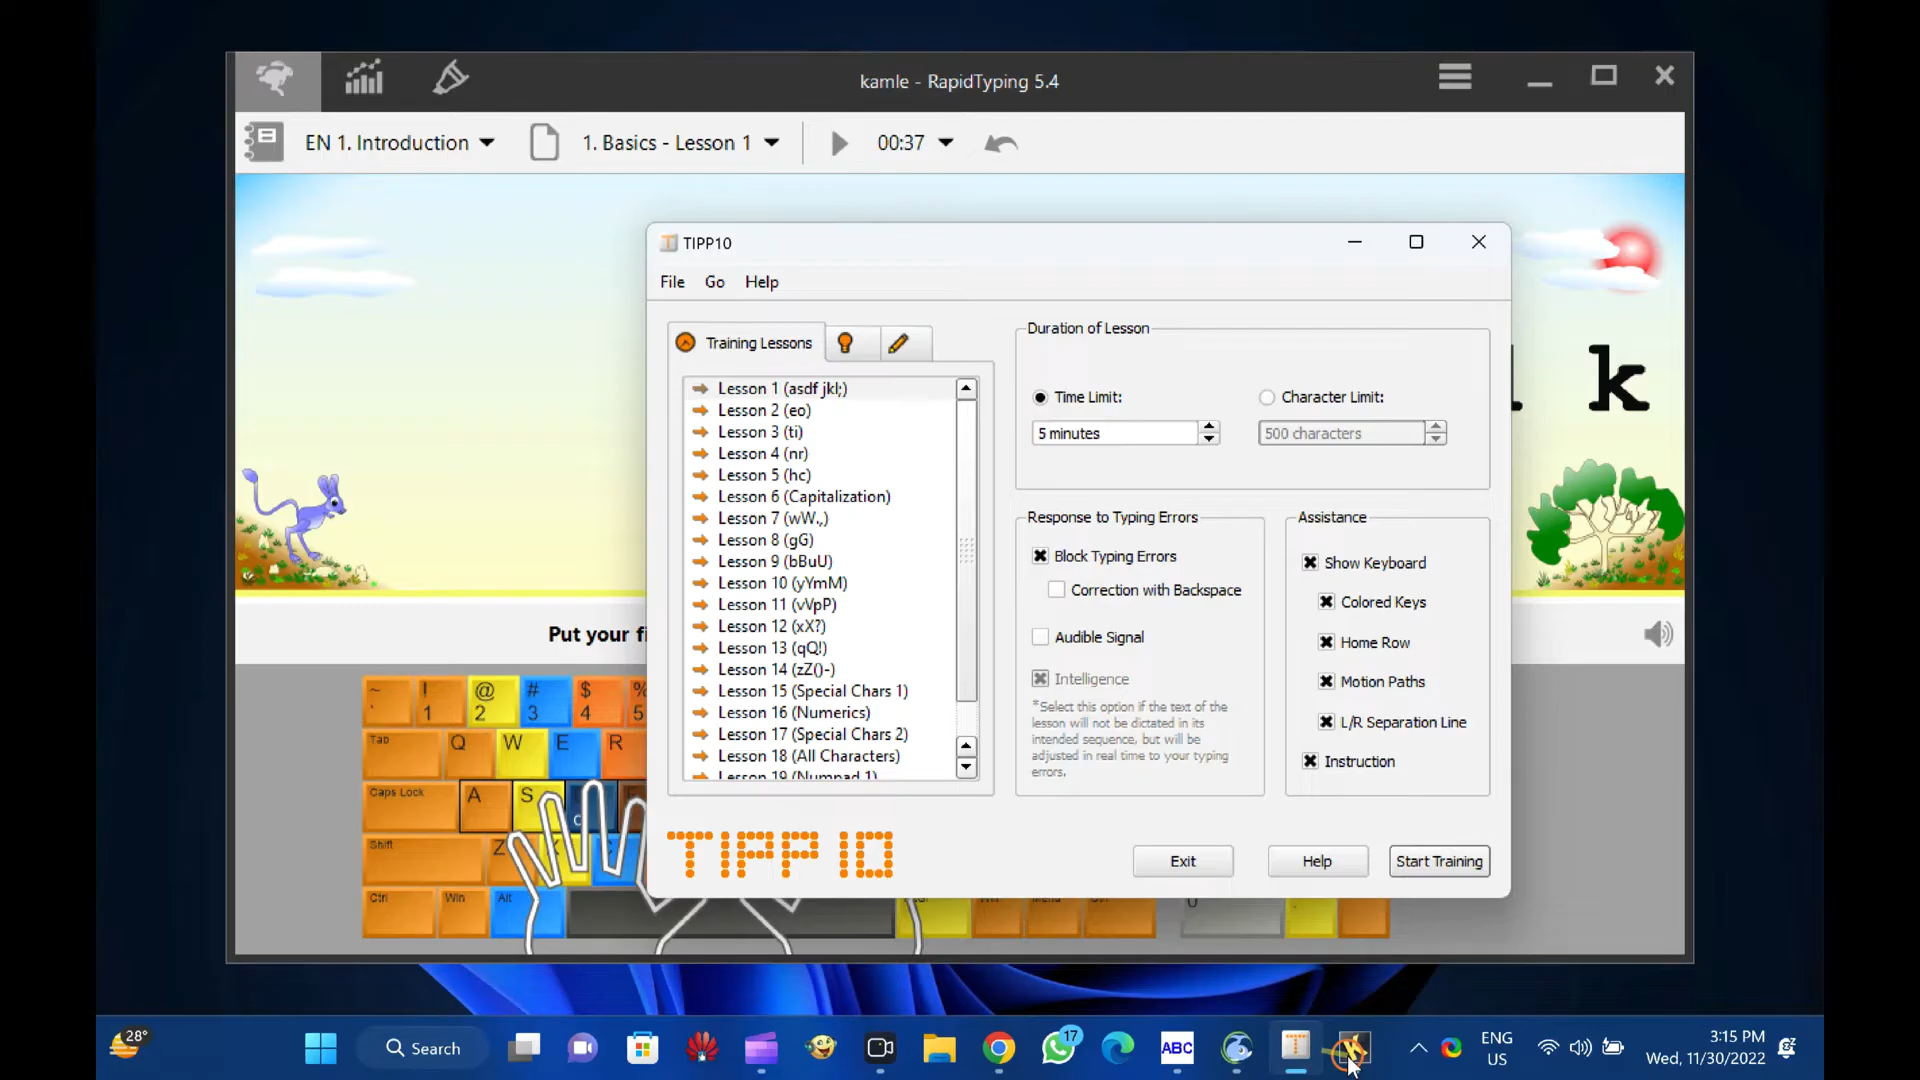 kamle - RapidTyping 5.4
EN 1. Introduction
1. Basics - Lesson 1
00:37
TIPP10
File Go Help
Training Lessons
Lesson 1 (asdf jkl;)
Lesson 2 (eo)
Lesson 3 (ti)
Lesson 4 (nr)
Lesson 5 (hc)
Lesson 6 (Capitalization)
Lesson 7 (wW.,)
Lesson 8 (gG)
Lesson 9 (bBuU)
Lesson 10 (yYmM)
Lesson 11 (vVpP)
Lesson 12 (xX?)
Lesson 13 (qQ!)
Lesson 14 (zZ()-)
Lesson 15 (Special Chars 1)
Lesson 16 (Numerics)
Lesson 17 (Special Chars 2)
Lesson 18 (All Characters)
Lesson 19 (Numpad 1)
Duration of Lesson
Time Limit:
Character Limit:
5 minutes
500 characters
Response to Typing Errors
Block Typing Errors
Correction with Backspace
Audible Signal
Intelligence
*Select this option if the text of the
lesson will not be dictated in its
intended sequence, but will be
adjusted in real time to your typing
errors.
Assistance
Show Keyboard
Colored Keys
Home Row
Motion Paths
L/R Separation Line
Instruction
TIPP10
Exit
Help
Start Training
k
Put your fi
~ ! @ # $ %
` 1 2 3 4 5
Tab Q W E R
Caps Lock A S
Shift Z
Ctrl Win Alt
28°
Search
17
ABC
ENG
US
3:15 PM
Wed, 11/30/2022